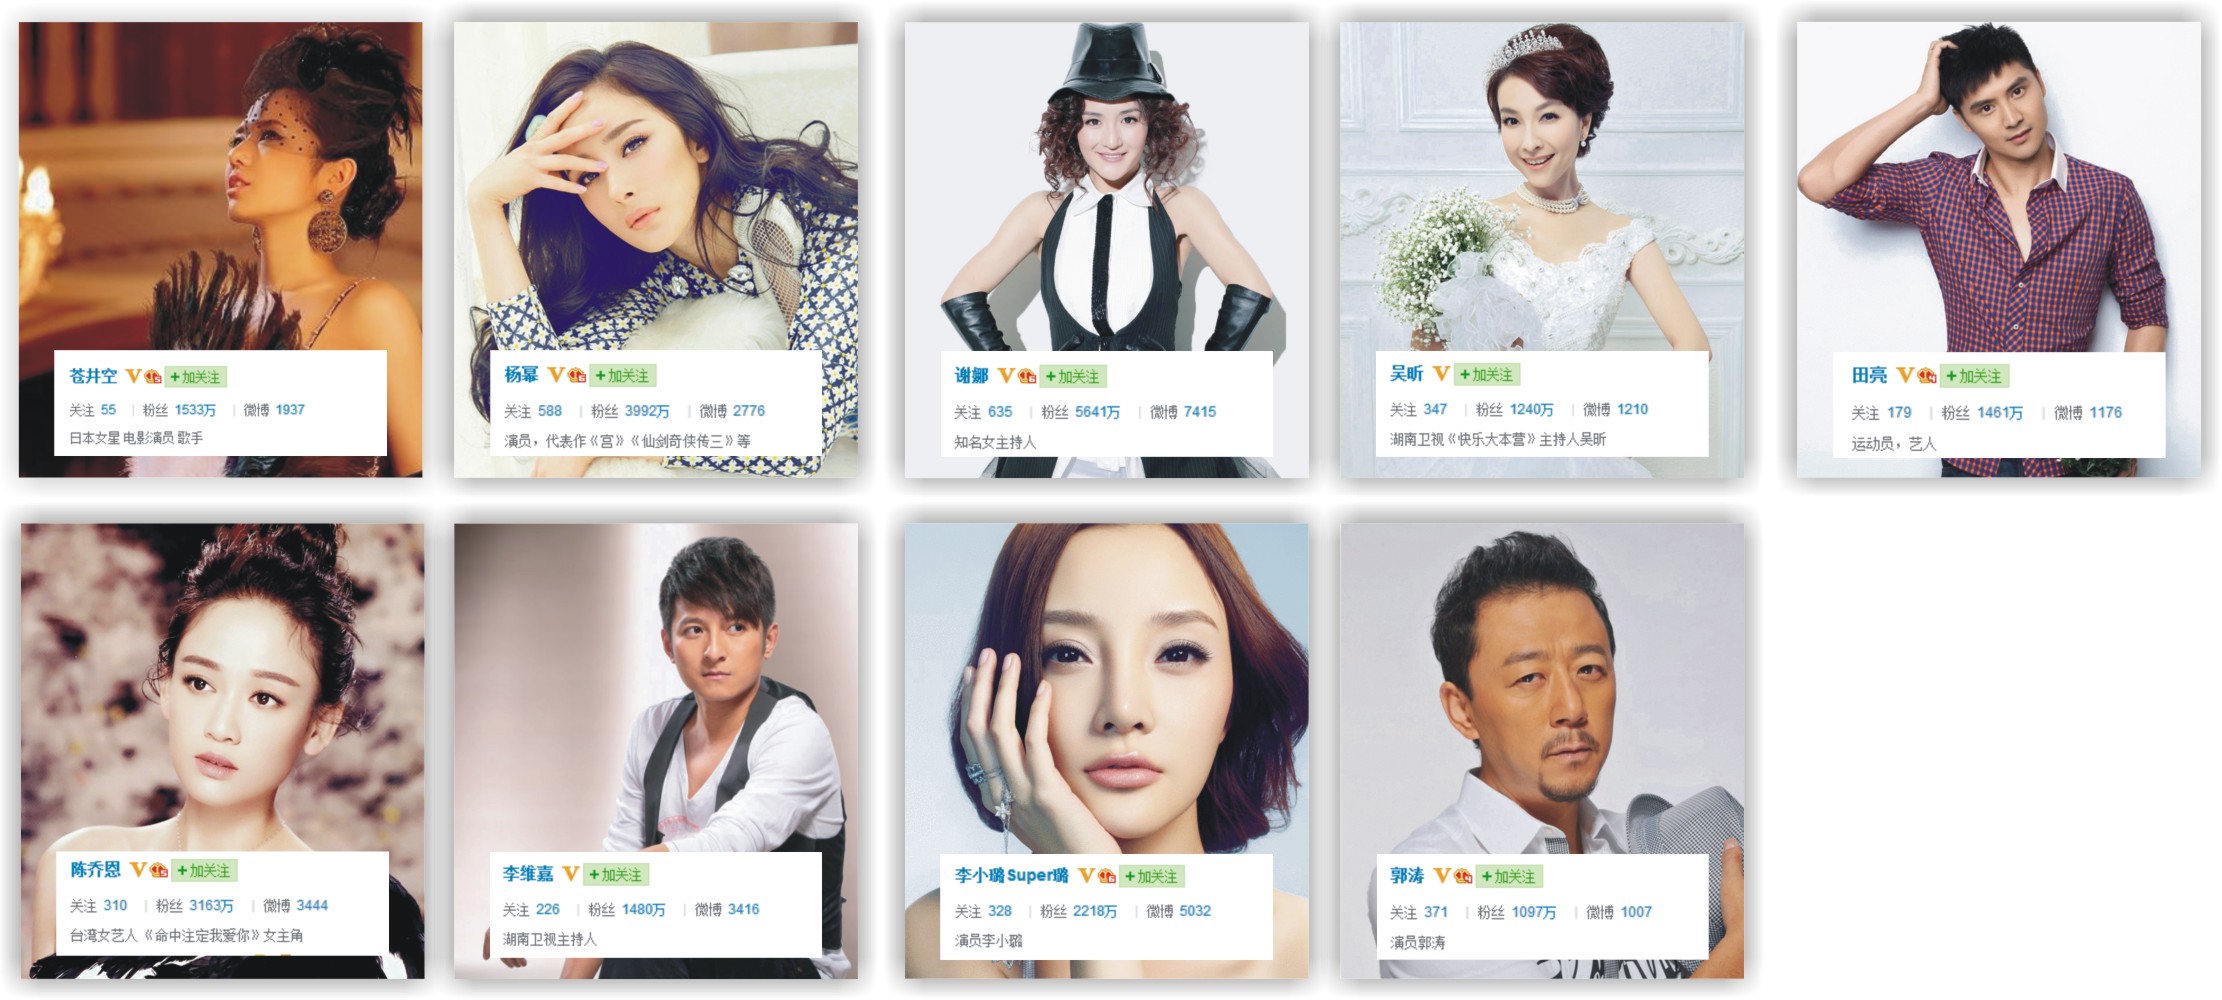 苍井空 V +加关注
关注 55 | 粉丝 1533万 | 微博 1937
日本女星 电影演员 歌手
杨幂 V +加关注
关注 588 | 粉丝 3992万 | 微博 2776
演员，代表作《宫》《仙剑奇侠传三》等
谢娜 V +加关注
关注 635 | 粉丝 5641万 | 微博 7415
知名女主持人
吴昕 V +加关注
关注 347 | 粉丝 1240万 | 微博 1210
湖南卫视《快乐大本营》主持人吴昕
田亮 V +加关注
关注 179 | 粉丝 1461万 | 微博 1176
运动员，艺人
陈乔恩 V +加关注
关注 310 | 粉丝 3163万 | 微博 3444
台湾女艺人《命中注定我爱你》女主角
李维嘉 V +加关注
关注 226 | 粉丝 1480万 | 微博 3416
湖南卫视主持人
李小璐Super璐 V +加关注
关注 328 | 粉丝 2218万 | 微博 5032
演员李小璐
郭涛 V +加关注
关注 371 | 粉丝 1097万 | 微博 1007
演员郭涛